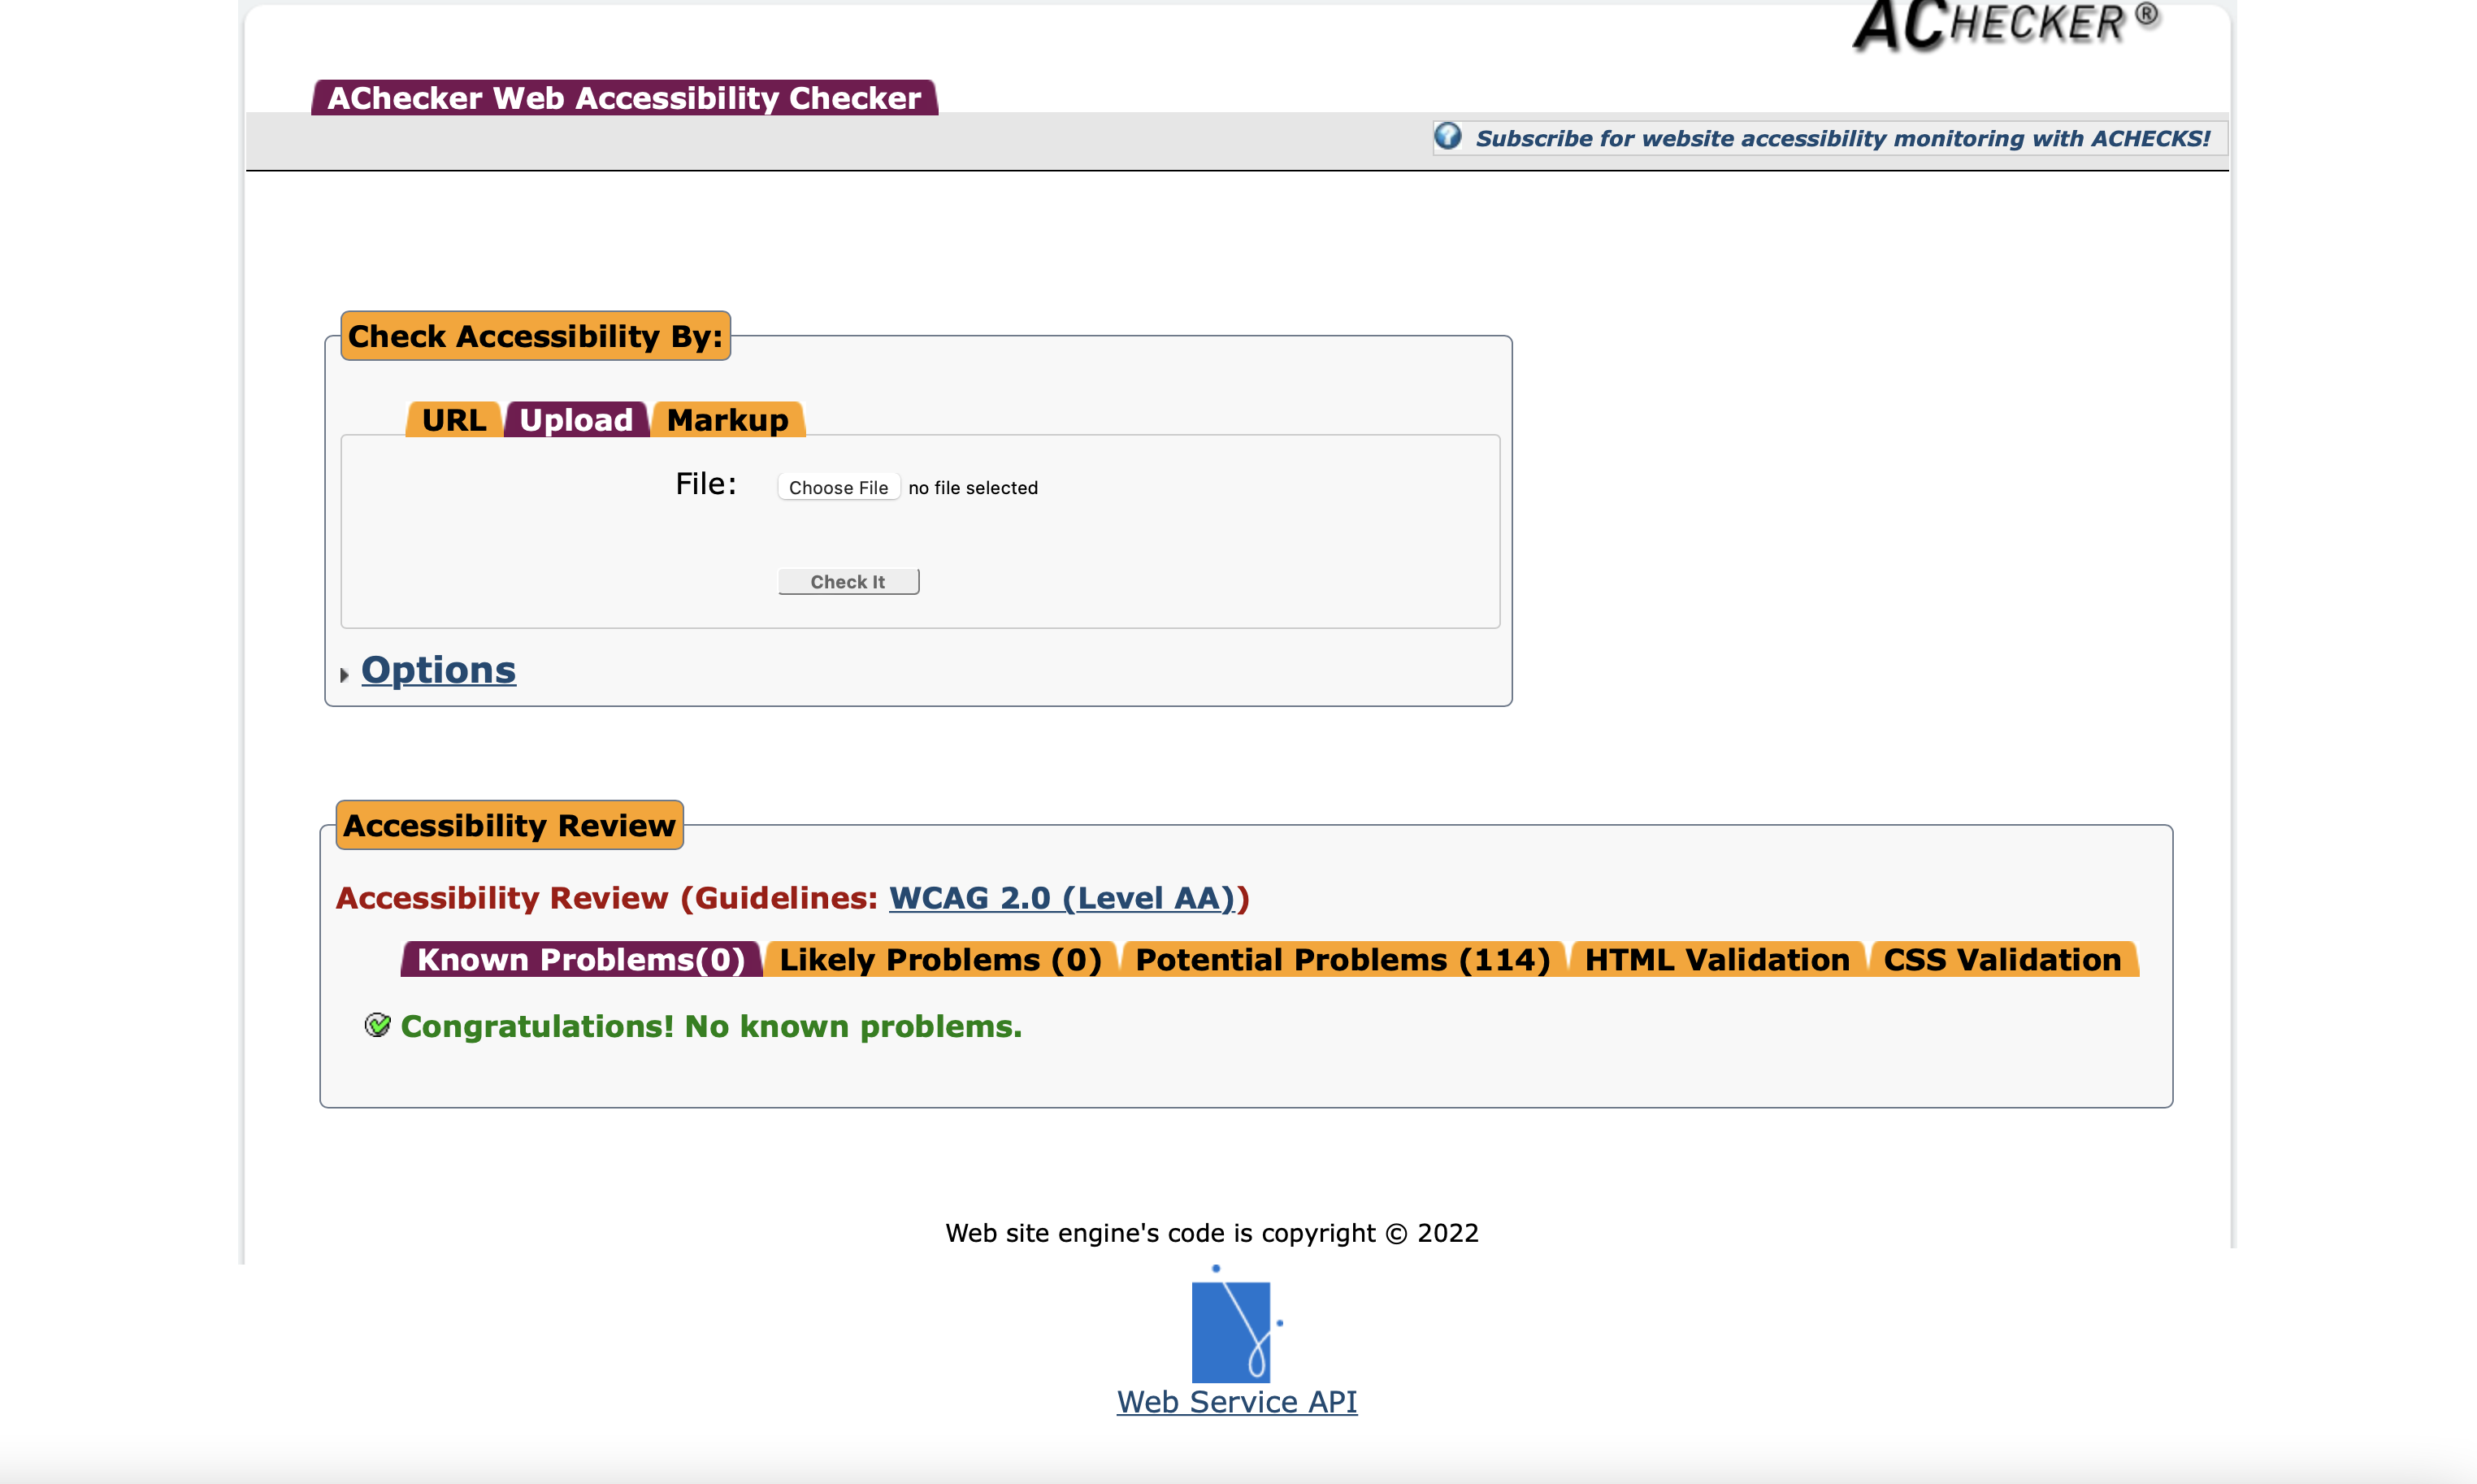 ACHECKER ®
AChecker Web Accessibility Checker
Subscribe for website accessibility monitoring with ACHECKS!
Check Accessibility By:
URL Upload Markup
File: Choose File no file selected
Check It
Options
Accessibility Review
Accessibility Review (Guidelines: WCAG 2.0 (Level AA))
Known Problems(0) Likely Problems (0) Potential Problems (114) HTML Validation CSS Validation
Congratulations! No known problems.
Web site engine's code is copyright © 2022
Web Service API